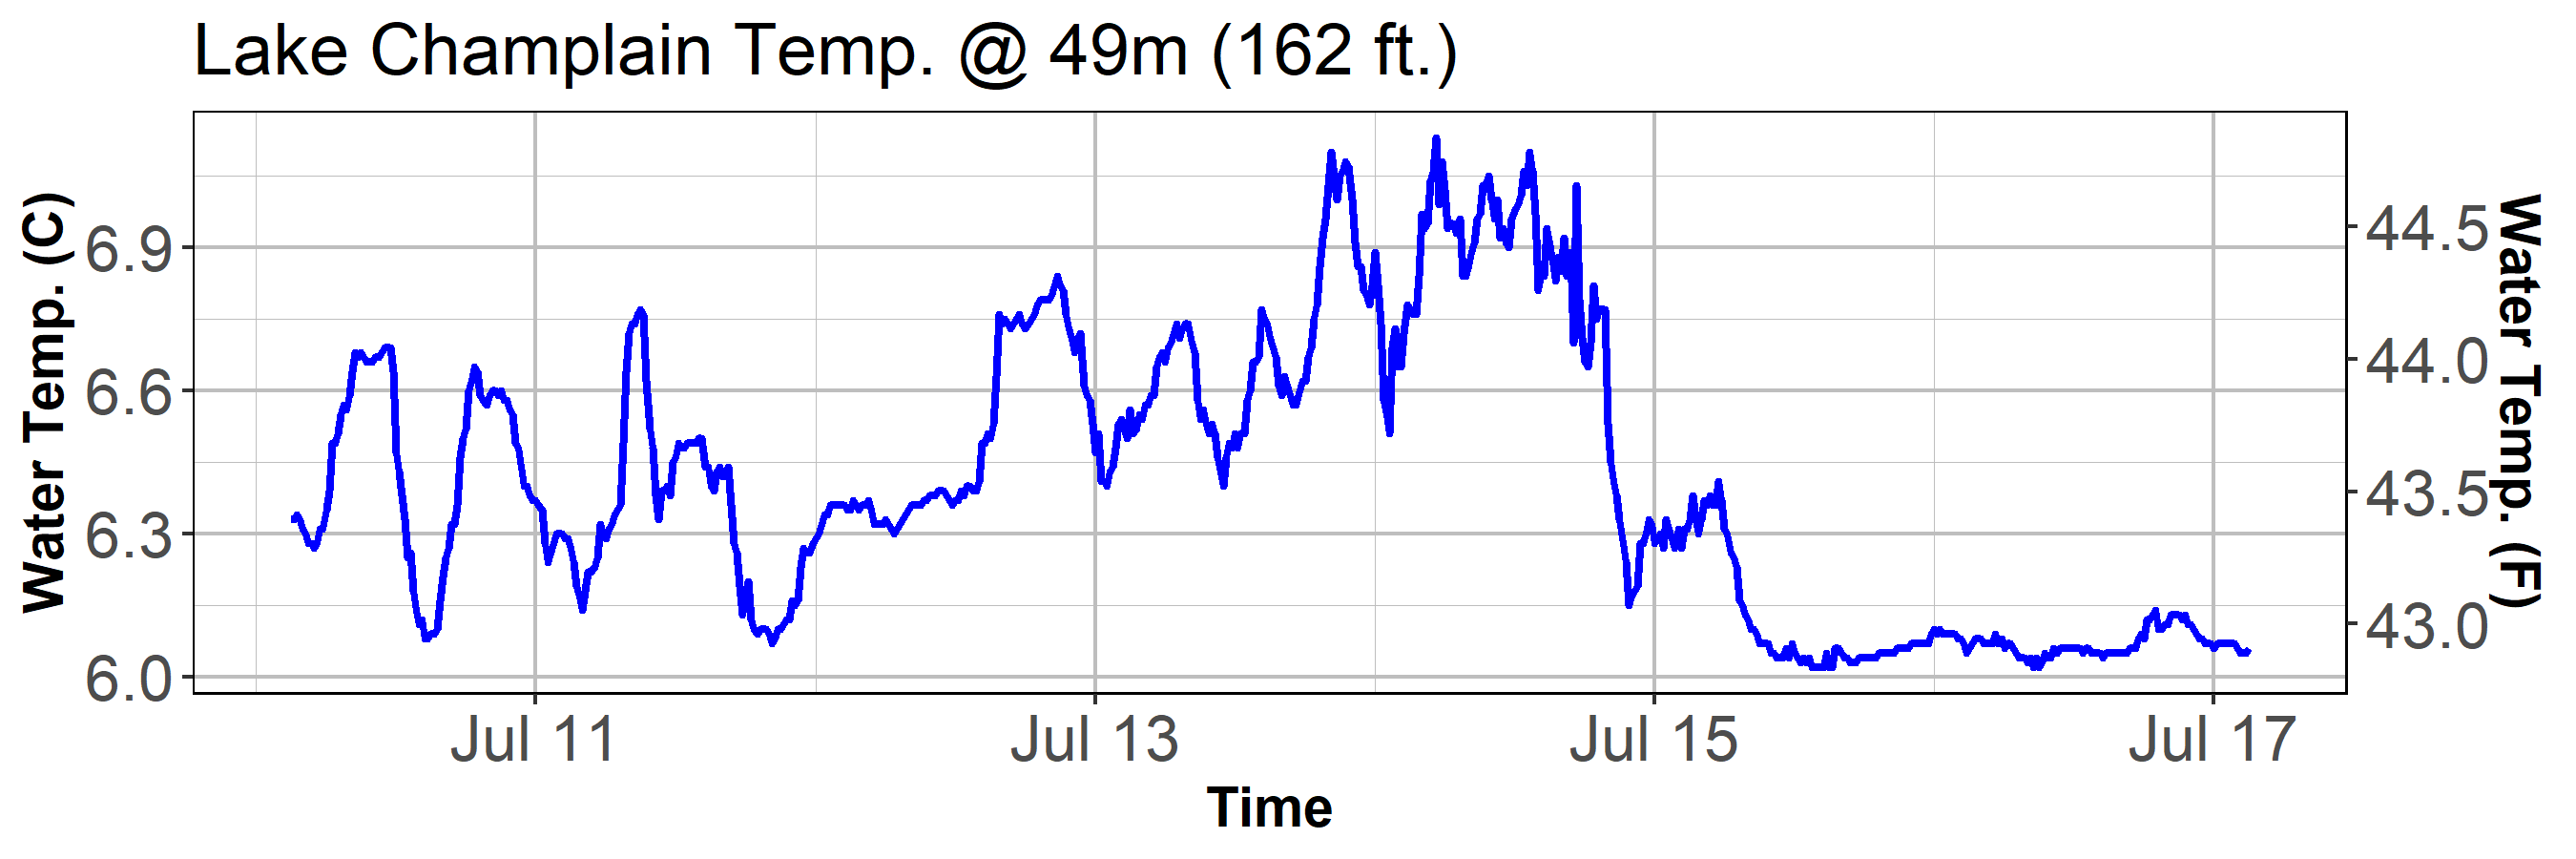 Lake Champlain Temp. @ 49m (162 ft.)
Water Temp. (C)
6.9
6.6
6.3
6.0
44.5
44.0
43.5
43.0
Water Temp. (F)
Jul 11
Jul 13
Jul 15
Jul 17
Time